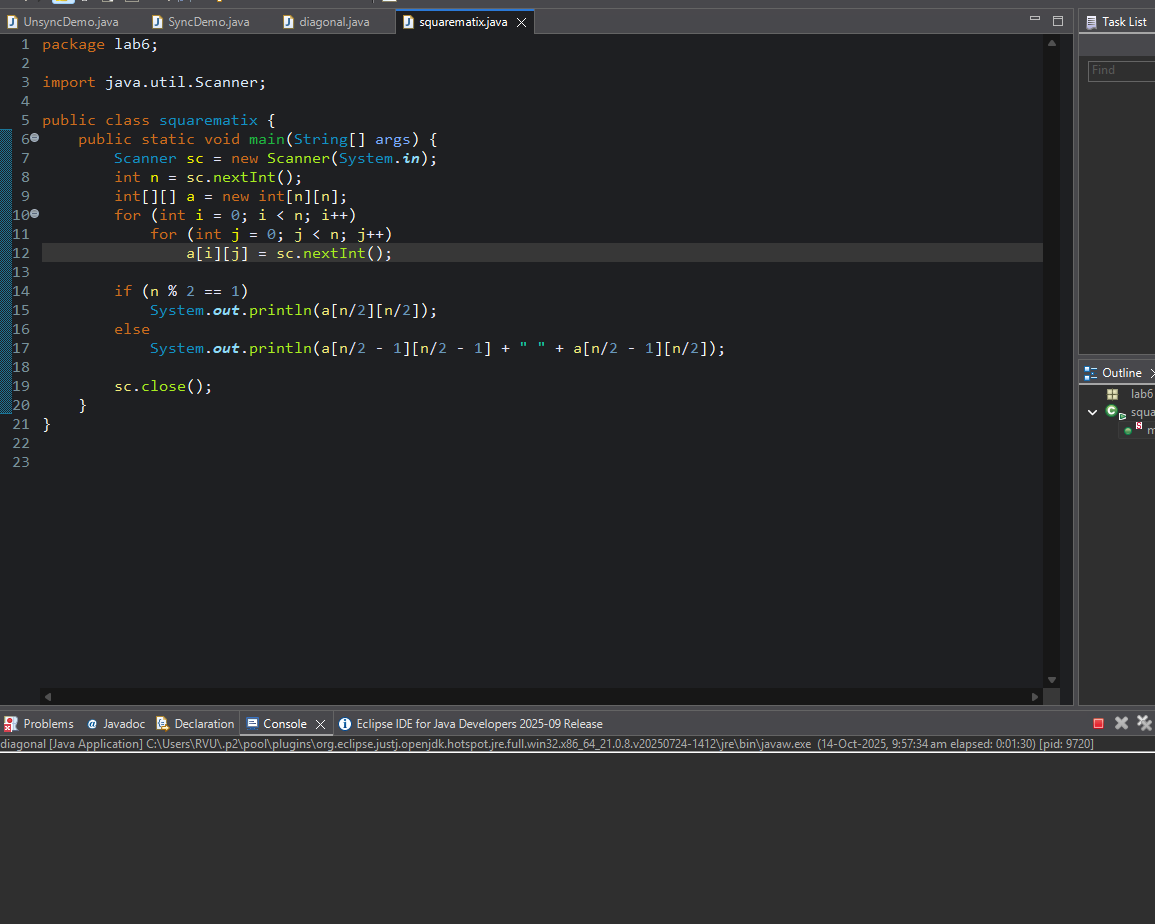 UnsyncDemo.java SyncDemo.java diagonal.java squarematix.java Task List
1 package lab6;
Find
2
3 import java.util.Scanner;
4
5 public class squarematix {
6 public static void main(String[] args) {
7 Scanner sc = new Scanner(System.in);
8 int n = sc.nextInt();
9 int[][] a = new int[n][n];
10 for (int i = 0; i < n; i++)
11 for (int j = 0; j < n; j++)
12 a[i][j] = sc.nextInt();
13
14 if (n % 2 == 1)
15 System.out.println(a[n/2][n/2]);
16 else
17 System.out.println(a[n/2 - 1][n/2 - 1] + " " + a[n/2 - 1][n/2]);
18
19 sc.close();
20 }
21 }
22
23
Outline
lab6
squa
m
Problems Javadoc Declaration Console Eclipse IDE for Java Developers 2025-09 Release
diagonal [Java Application] C:\Users\RVU\.p2\pool\plugins\org.eclipse.justj.openjdk.hotspot.jre.full.win32.x86_64_21.0.8.v20250724-1412\jre\bin\javaw.exe (14-Oct-2025, 9:57:34 am elapsed: 0:01:30) [pid: 9720]